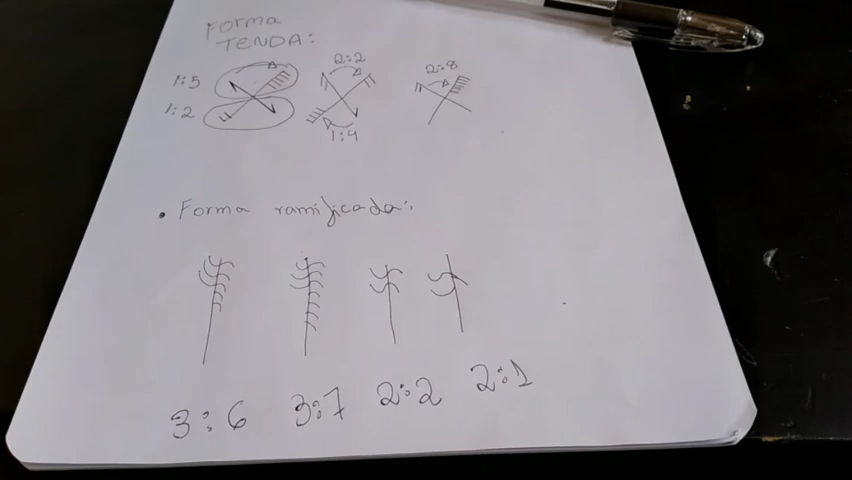 Forma
TENDA:
1:5
1:2
2:2
1:4
2:8
• Forma ramificada:
3:6 3:7 2:2 2:1